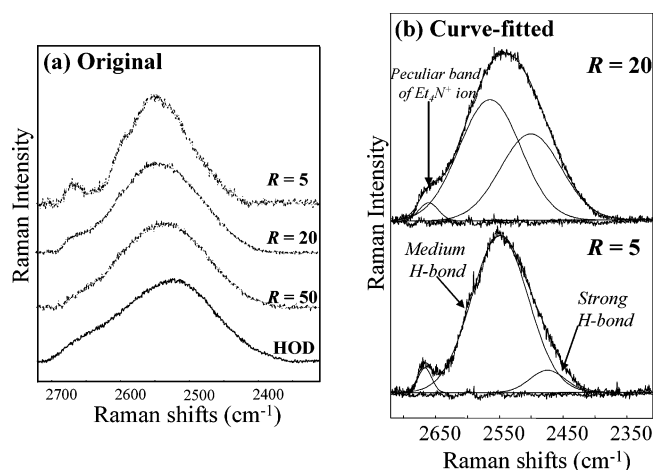 (a) Original
R = 5
R = 20
R = 50
HOD
Raman Intensity
2700 2600 2500 2400
Raman shifts (cm-1)
(b) Curve-fitted
R = 20
Peculiar band
of Et4N+ ion
R = 5
Medium
H-bond
Strong
H-bond
Raman Intensity
2650 2550 2450 2350
Raman shifts (cm-1)